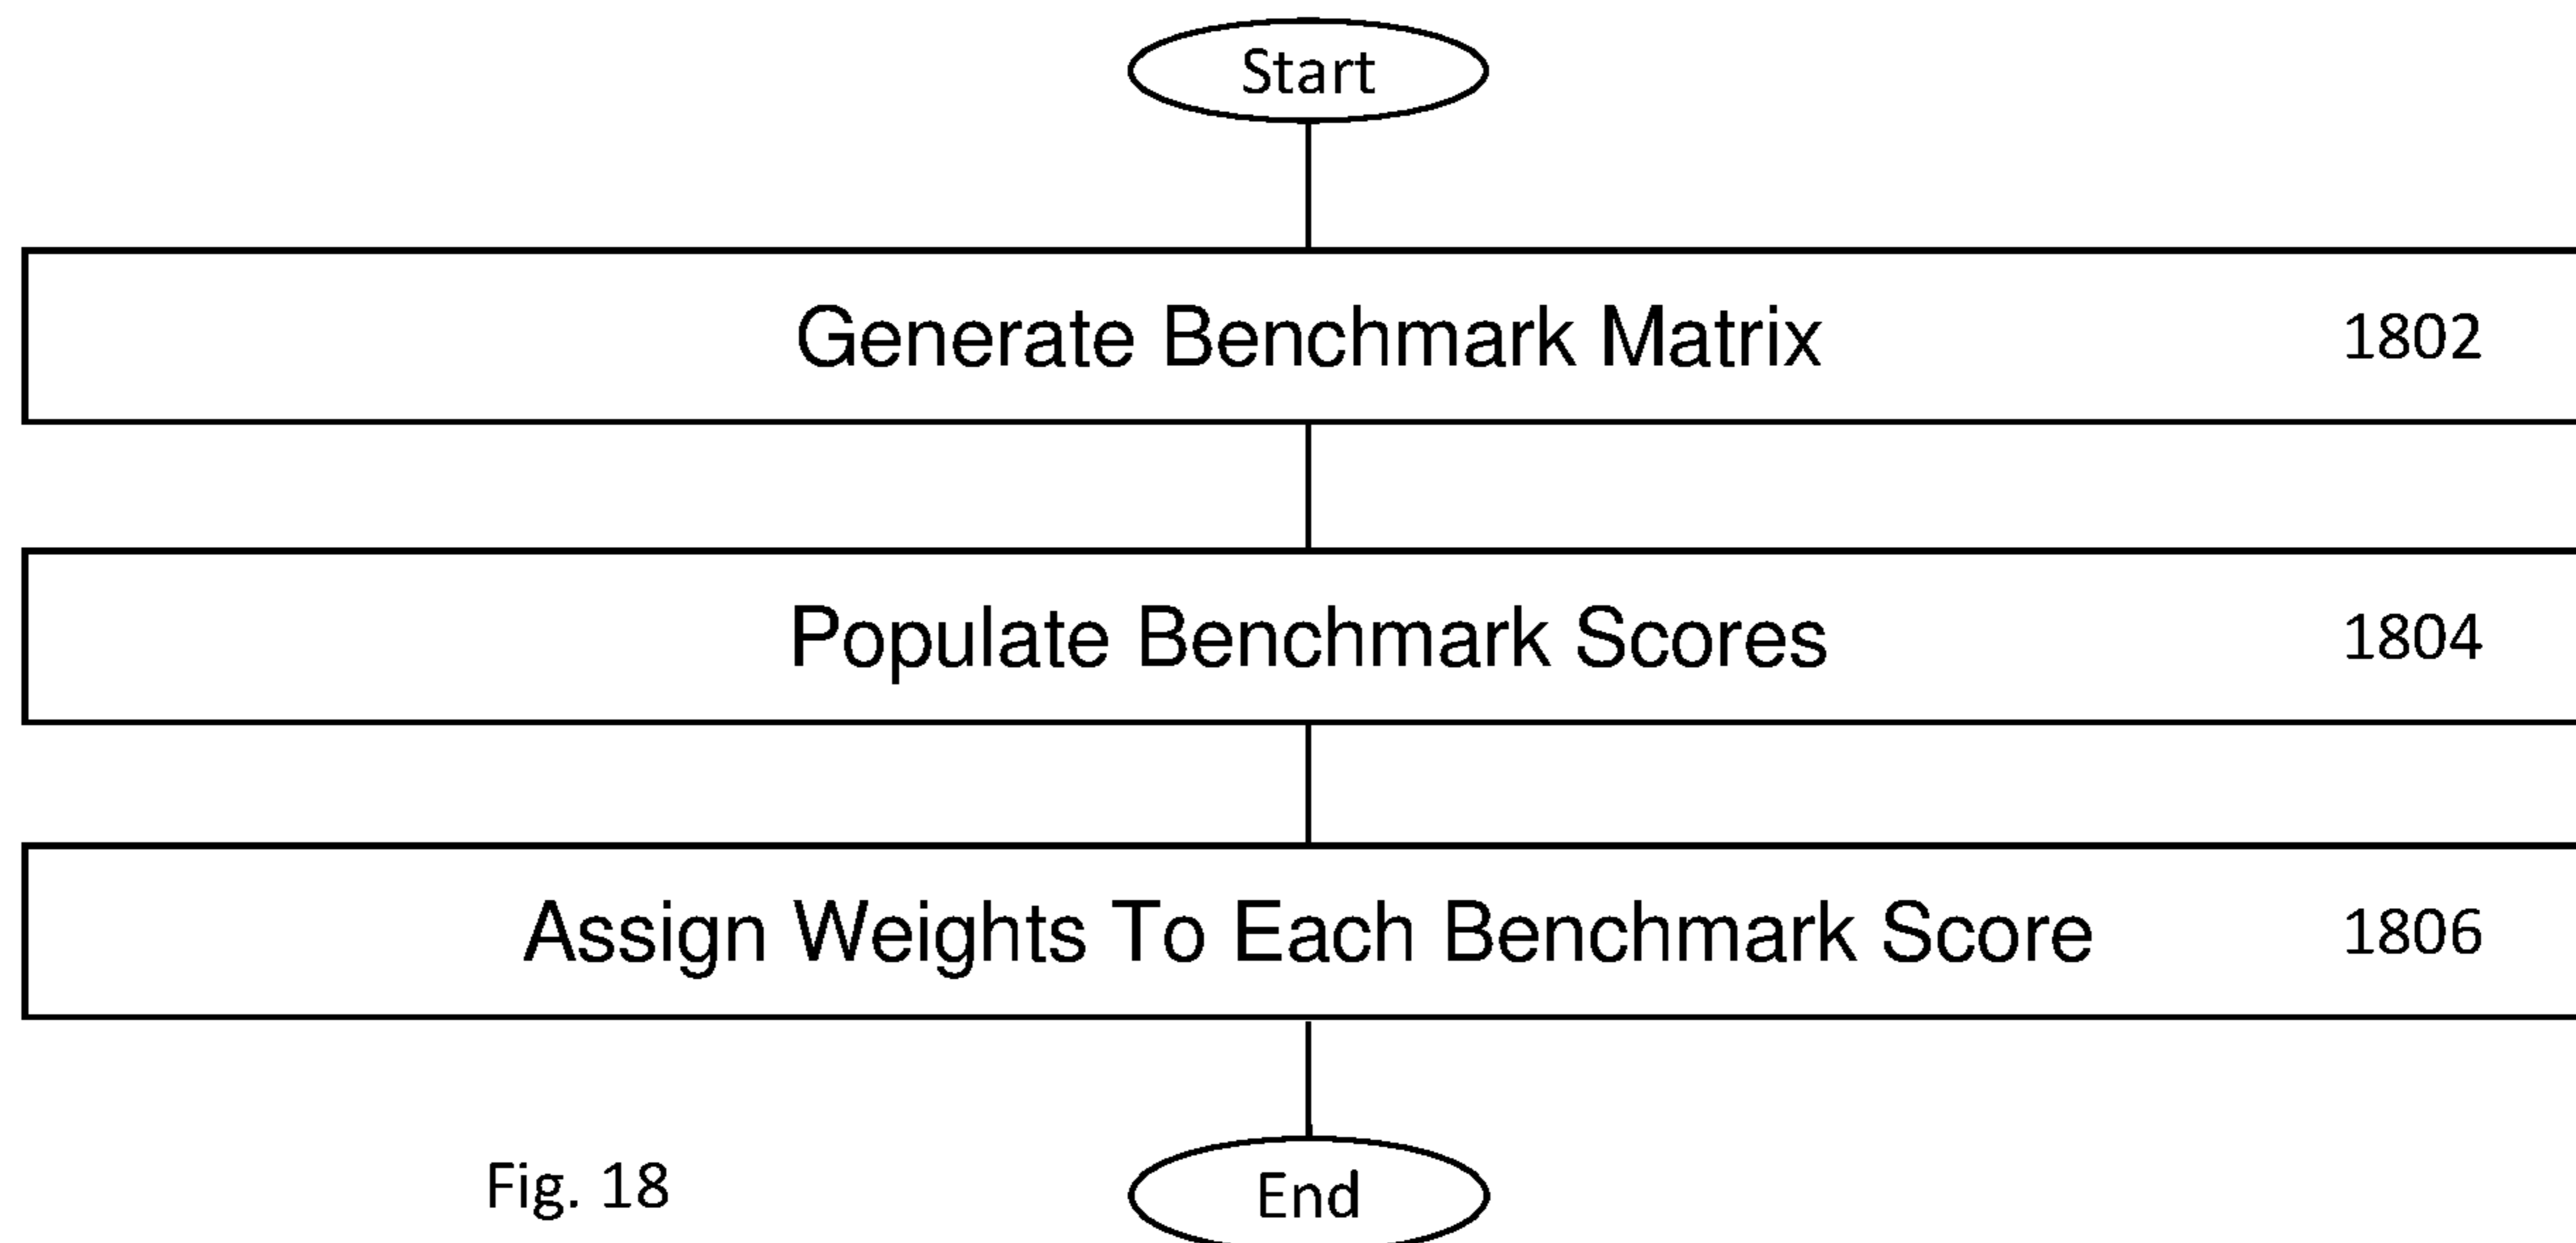 Start
Generate Benchmark Matrix 1802
Populate Benchmark Scores 1804
Assign Weights To Each Benchmark Score 1806
Fig. 18
End